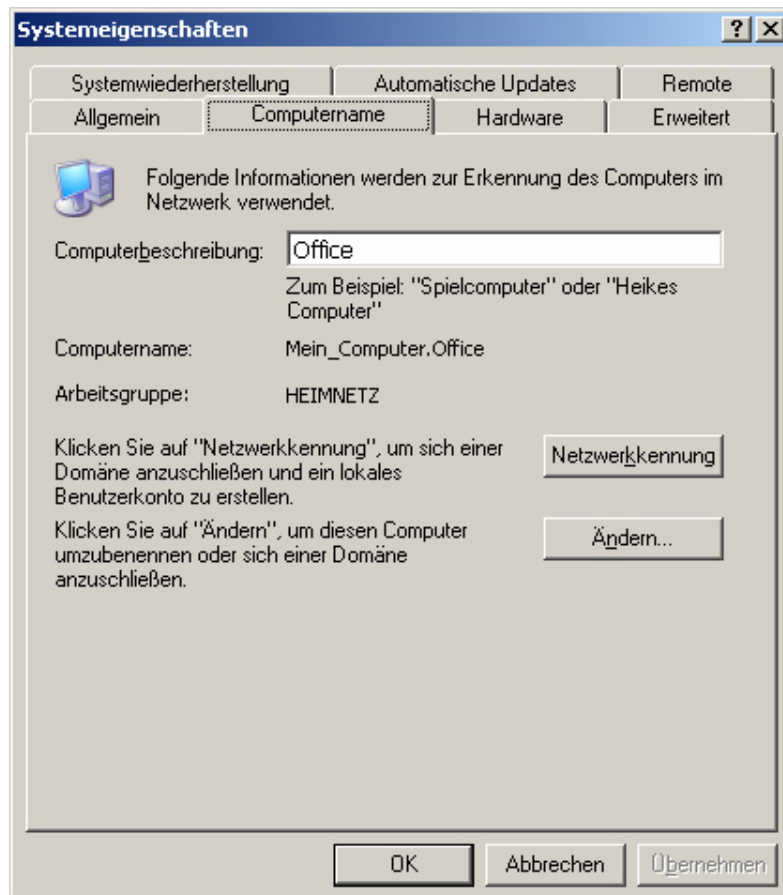 Systemeigenschaften
Systemwiederherstellung Automatische Updates Remote
Allgemein Computername Hardware Erweitert
Folgende Informationen werden zur Erkennung des Computers im
Netzwerk verwendet.
Computerbeschreibung: Office
Zum Beispiel: "Spielcomputer" oder "Heikes
Computer"
Computername: Mein_Computer.Office
Arbeitsgruppe: HEIMNETZ
Klicken Sie auf "Netzwerkkennung", um sich einer
Domäne anzuschließen und ein lokales
Benutzerkonto zu erstellen.
Netzwerkkennung
Klicken Sie auf "Ändern", um diesen Computer
umzubenennen oder sich einer Domäne
anzuschließen.
Ändern...
OK Abbrechen Übernehmen